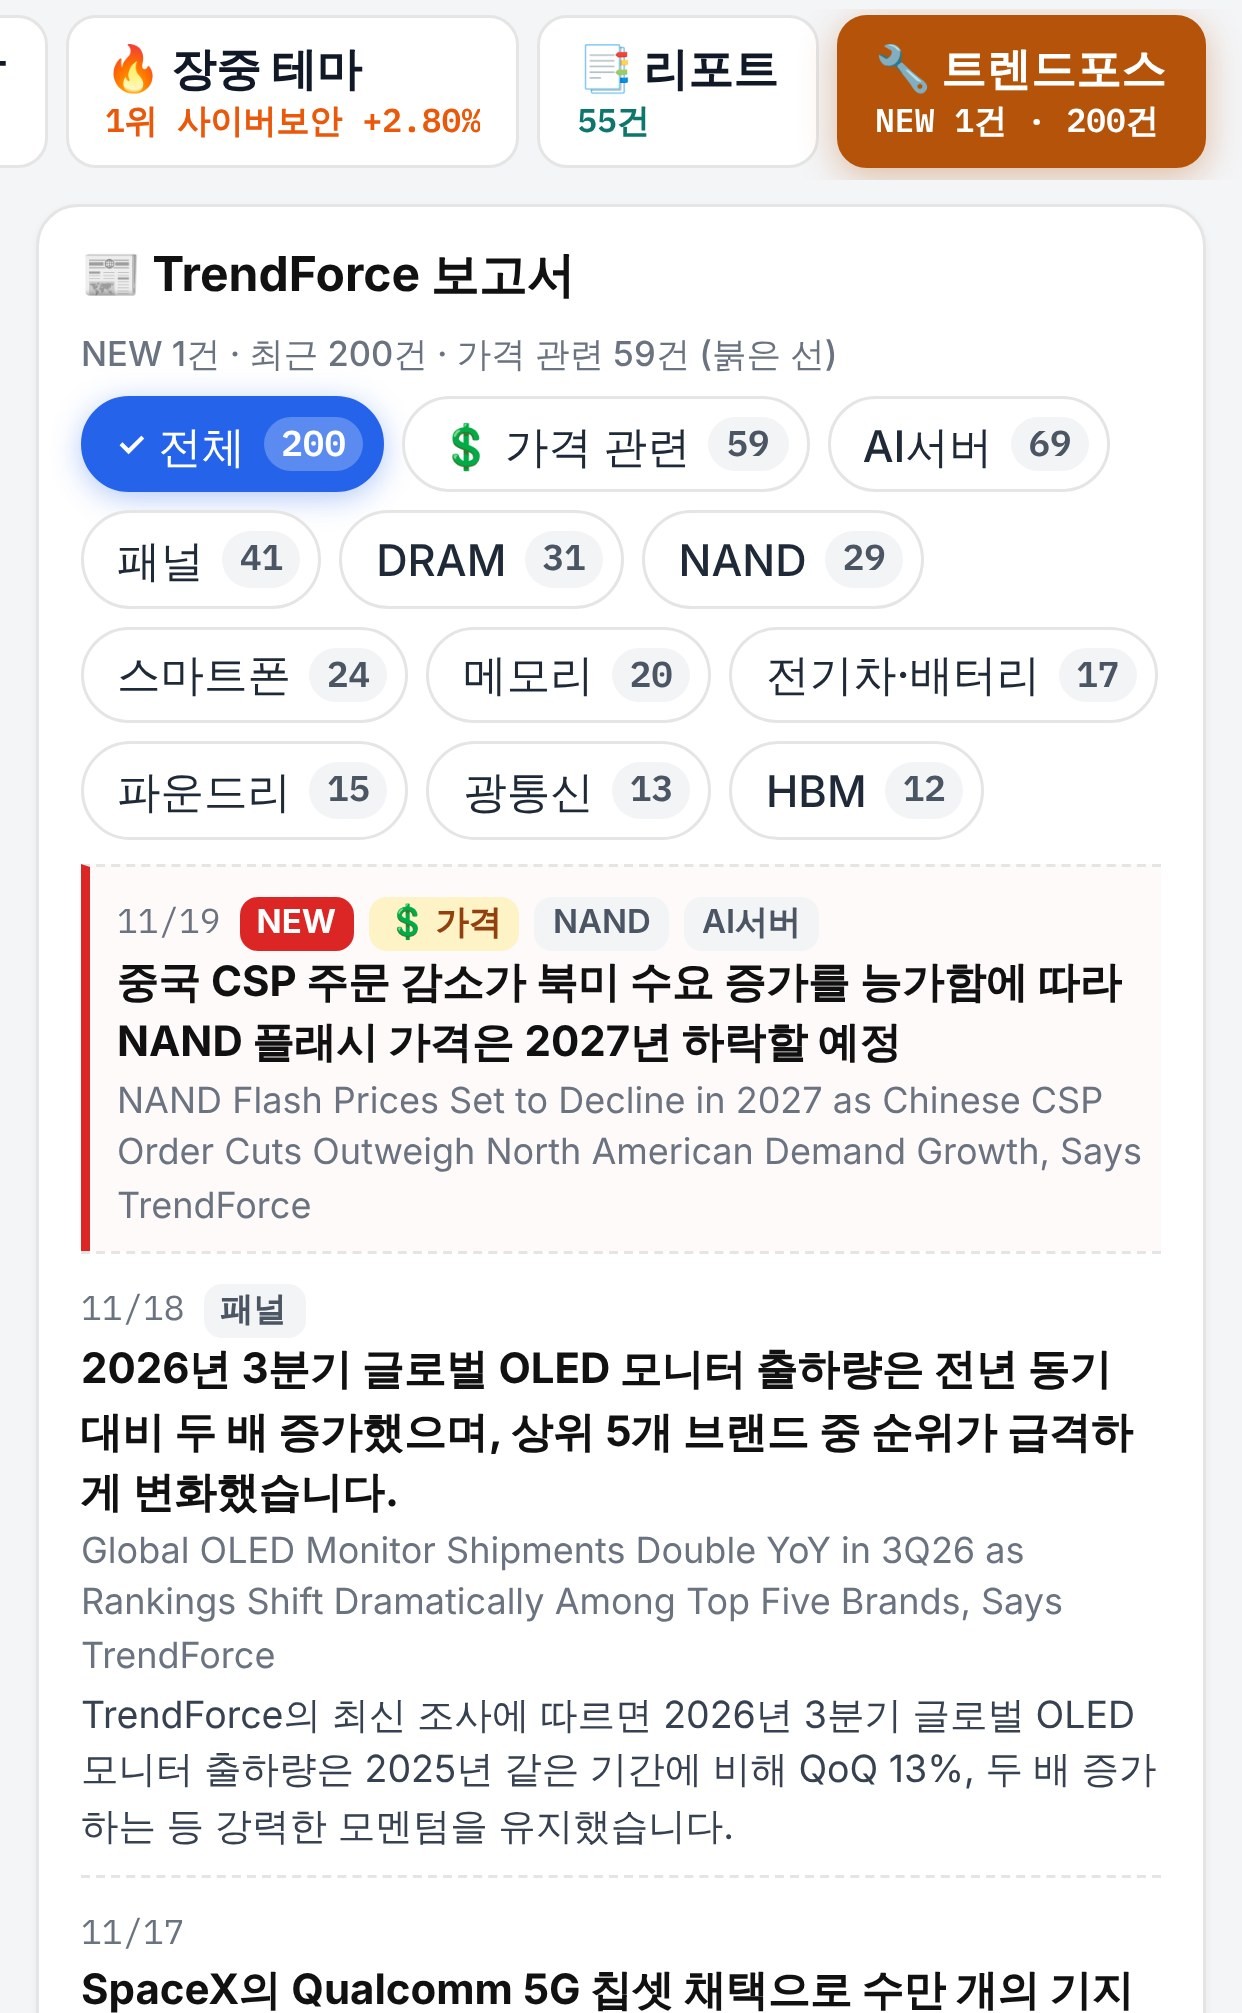 🔥 장중 테마
1위 사이버보안 +2.80%
📑 리포트
55건
🔧 트렌드포스
NEW 1건 · 200건
📰 TrendForce 보고서
NEW 1건 · 최근 200건 · 가격 관련 59건 (붉은 선)
✓ 전체 200
💲 가격 관련 59
AI서버 69
패널 41
DRAM 31
NAND 29
스마트폰 24
메모리 20
전기차·배터리 17
파운드리 15
광통신 13
HBM 12
11/19 NEW 💲 가격 NAND AI서버
중국 CSP 주문 감소가 북미 수요 증가를 능가함에 따라
NAND 플래시 가격은 2027년 하락할 예정
NAND Flash Prices Set to Decline in 2027 as Chinese CSP
Order Cuts Outweigh North American Demand Growth, Says
TrendForce
11/18 패널
2026년 3분기 글로벌 OLED 모니터 출하량은 전년 동기
대비 두 배 증가했으며, 상위 5개 브랜드 중 순위가 급격하
게 변화했습니다.
Global OLED Monitor Shipments Double YoY in 3Q26 as
Rankings Shift Dramatically Among Top Five Brands, Says
TrendForce
TrendForce의 최신 조사에 따르면 2026년 3분기 글로벌 OLED
모니터 출하량은 2025년 같은 기간에 비해 QoQ 13%, 두 배 증가
하는 등 강력한 모멘텀을 유지했습니다.
11/17
SpaceX의 Qualcomm 5G 칩셋 채택으로 수만 개의 기지